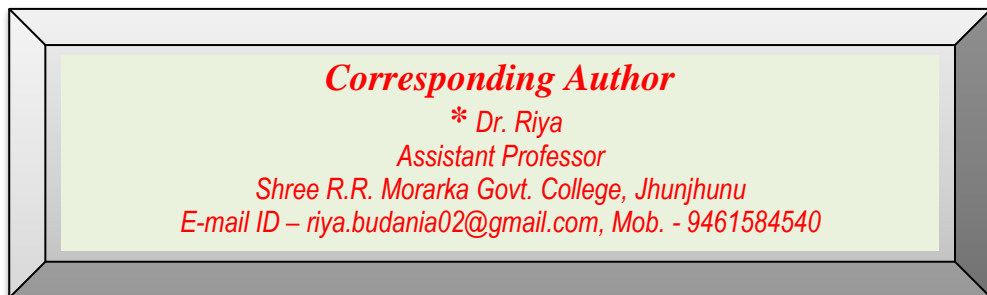 Corresponding Author
* Dr. Riya
Assistant Professor
Shree R.R. Morarka Govt. College, Jhunjhunu
E-mail ID – riya.budania02@gmail.com, Mob. - 9461584540